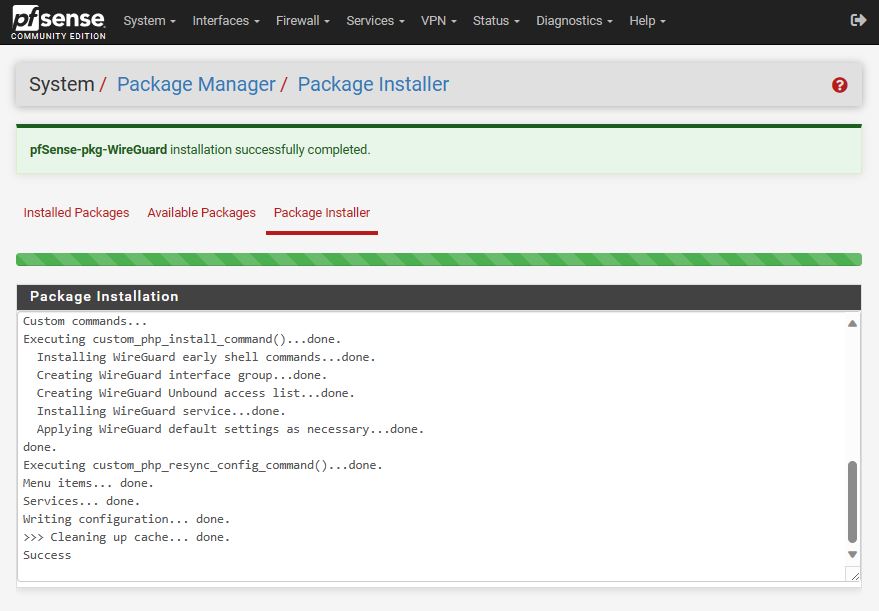 pfsense
COMMUNITY EDITION
System Interfaces Firewall Services VPN Status Diagnostics Help
System / Package Manager / Package Installer
?
pfSense-pkg-WireGuard installation successfully completed.
Installed Packages Available Packages Package Installer
Package Installation
Custom commands...
Executing custom_php_install_command()...done.
  Installing WireGuard early shell commands...done.
  Creating WireGuard interface group...done.
  Creating WireGuard Unbound access list...done.
  Installing WireGuard service...done.
  Applying WireGuard default settings as necessary...done.
done.
Executing custom_php_resync_config_command()...done.
Menu items... done.
Services... done.
Writing configuration... done.
>>> Cleaning up cache... done.
Success